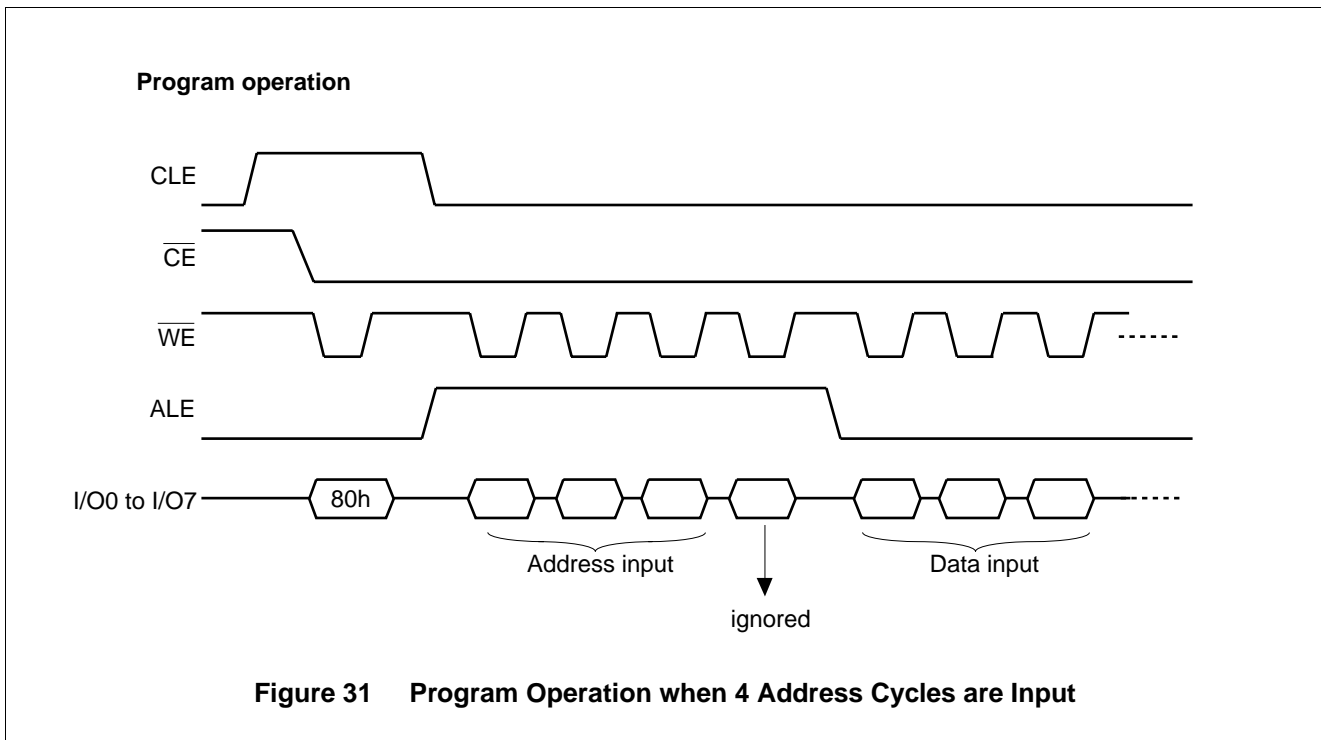 Program operation
CLE
CE
WE
ALE
I/O0 to I/O7
80h
Address input
Data input
ignored
Figure 31 Program Operation when 4 Address Cycles are Input